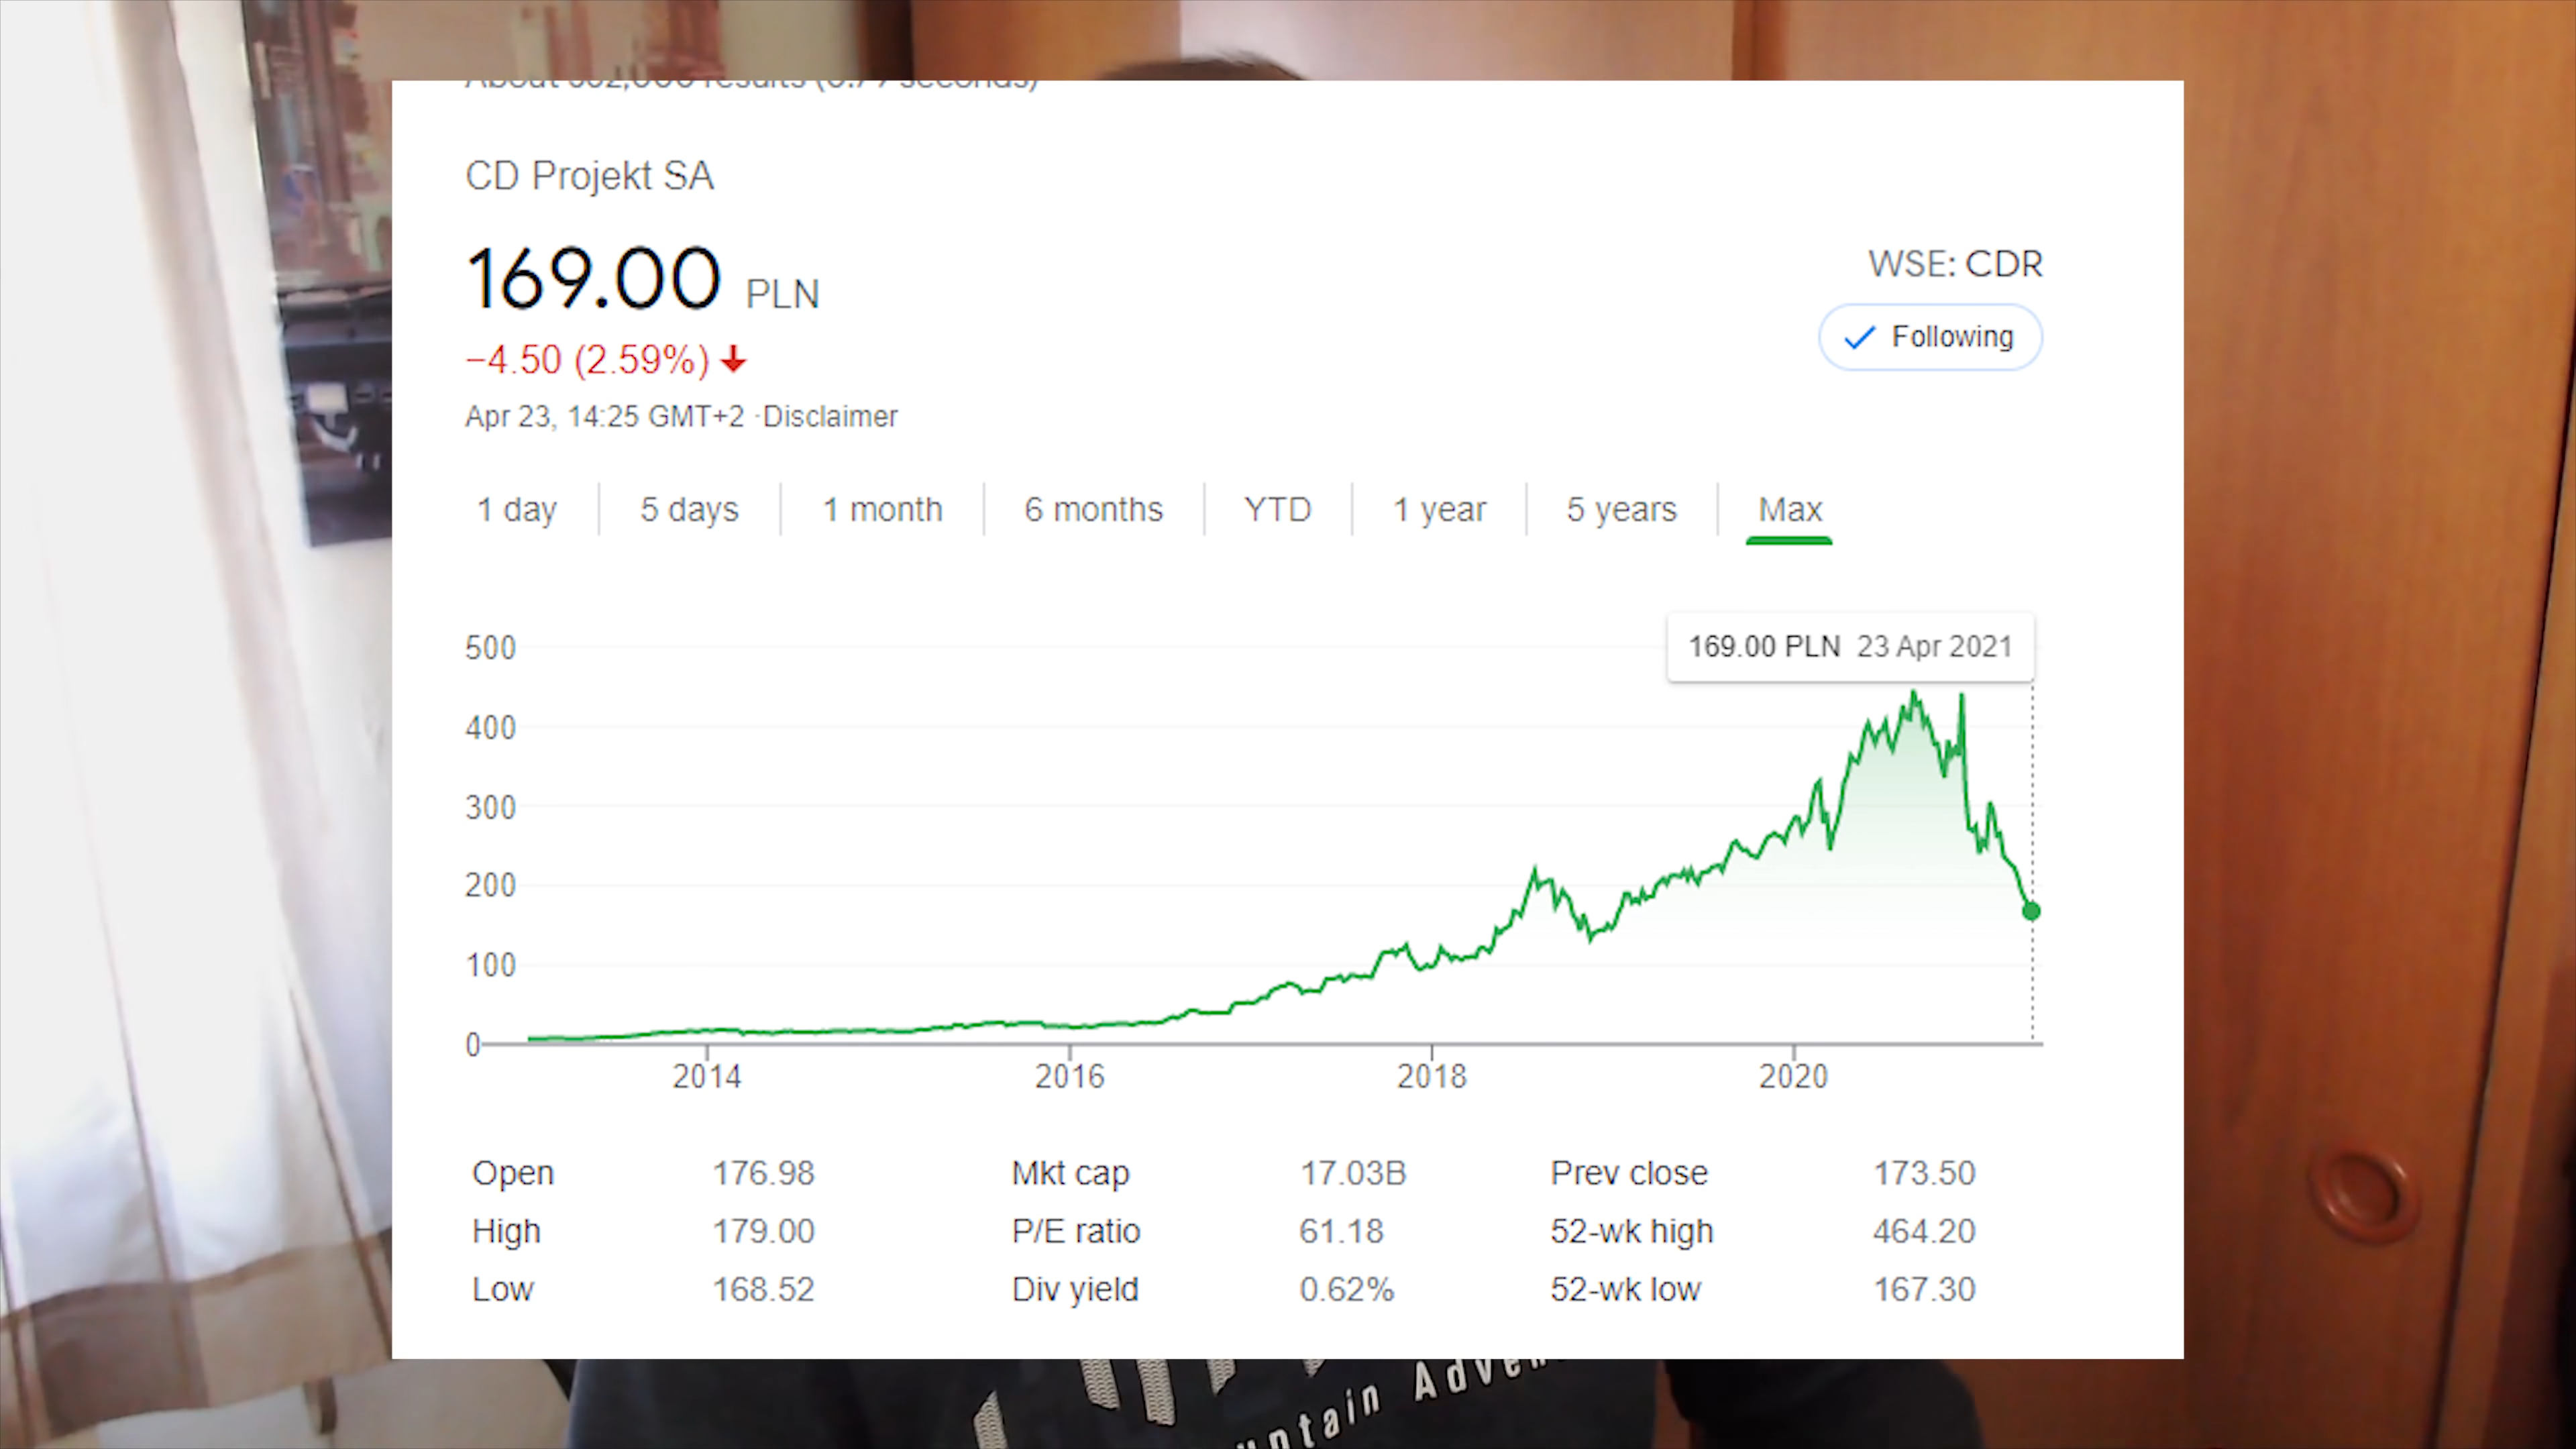 CD Projekt SA
169.00 PLN
−4.50 (2.59%)
Apr 23, 14:25 GMT+2 · Disclaimer
WSE: CDR
Following
1 day 5 days 1 month 6 months YTD 1 year 5 years Max
169.00 PLN 23 Apr 2021
500
400
300
200
100
0
2014 2016 2018 2020
Open 176.98 Mkt cap 17.03B Prev close 173.50
High 179.00 P/E ratio 61.18 52-wk high 464.20
Low 168.52 Div yield 0.62% 52-wk low 167.30